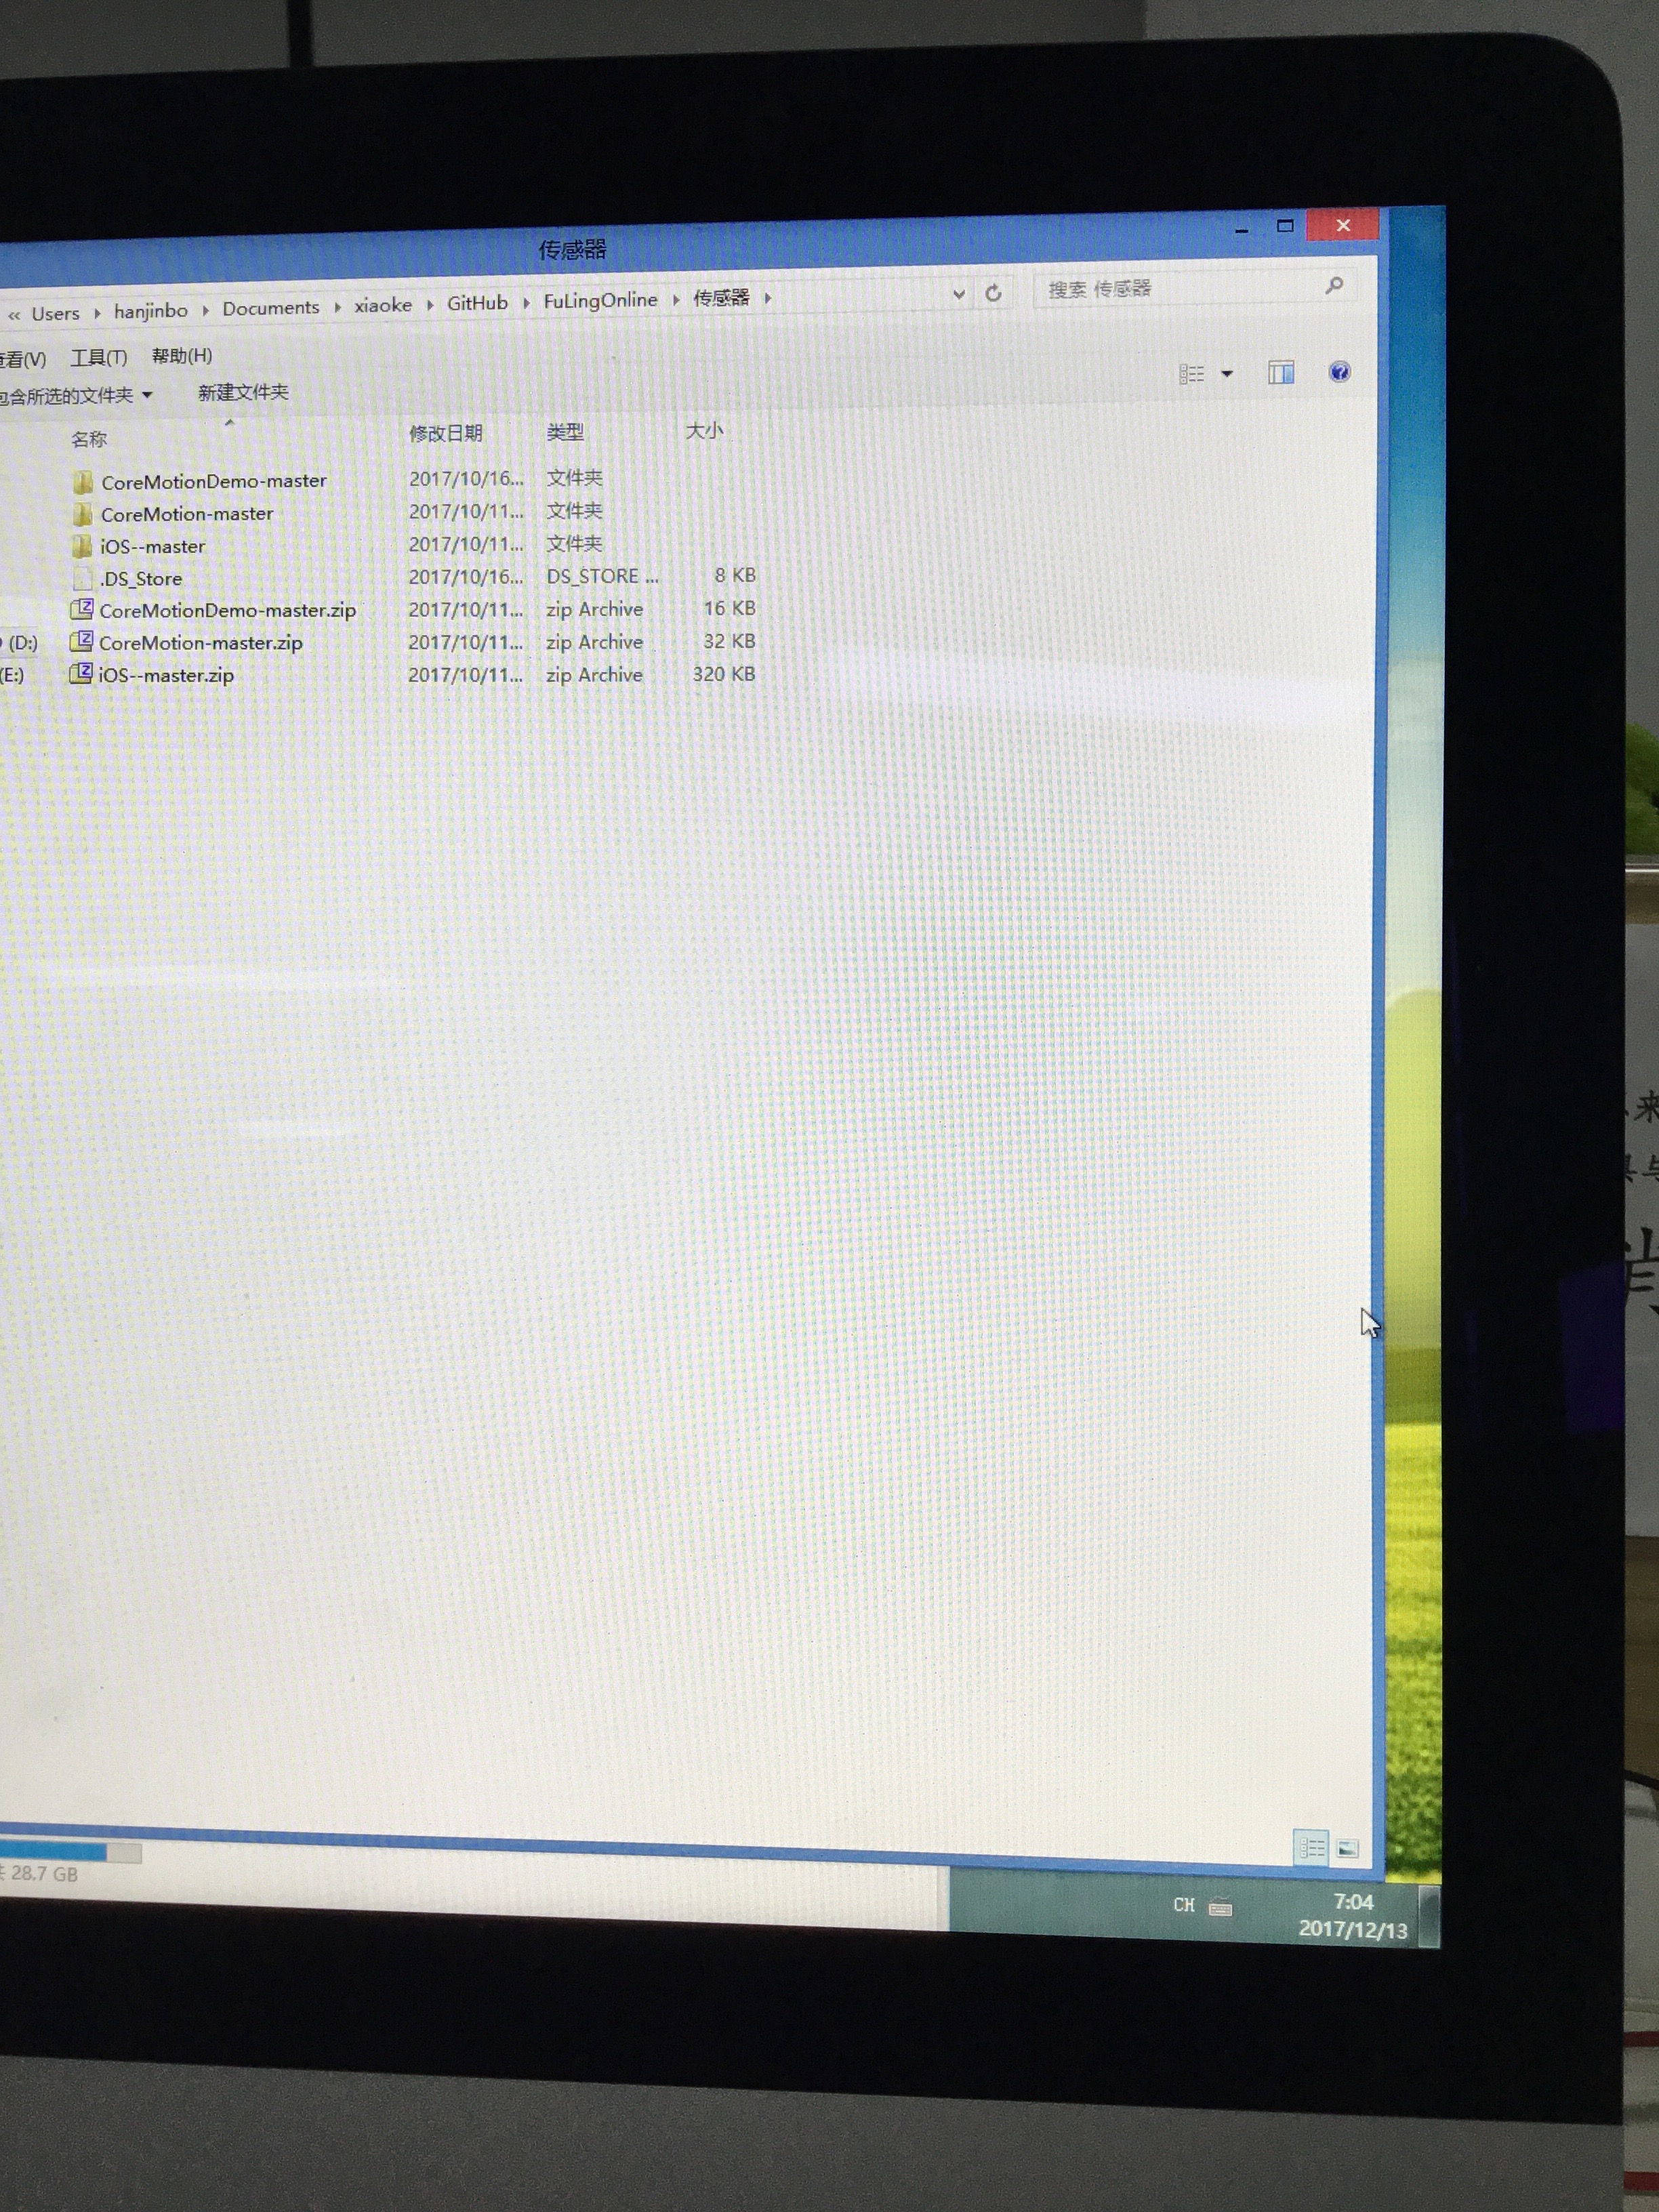 传感器
« Users ▸ hanjinbo ▸ Documents ▸ xiaoke ▸ GitHub ▸ FuLingOnline ▸ 传感器 ▸ 搜索 传感器
查看(V) 工具(T) 帮助(H)
包含所选的文件夹 新建文件夹
名称 修改日期 类型 大小
CoreMotionDemo-master 2017/10/16... 文件夹
CoreMotion-master 2017/10/11... 文件夹
iOS--master 2017/10/11... 文件夹
.DS_Store 2017/10/16... DS_STORE ... 8 KB
CoreMotionDemo-master.zip 2017/10/11... zip Archive 16 KB
(D:) CoreMotion-master.zip 2017/10/11... zip Archive 32 KB
(E:) iOS--master.zip 2017/10/11... zip Archive 320 KB
来
28.7 GB
CH 7:04
2017/12/13